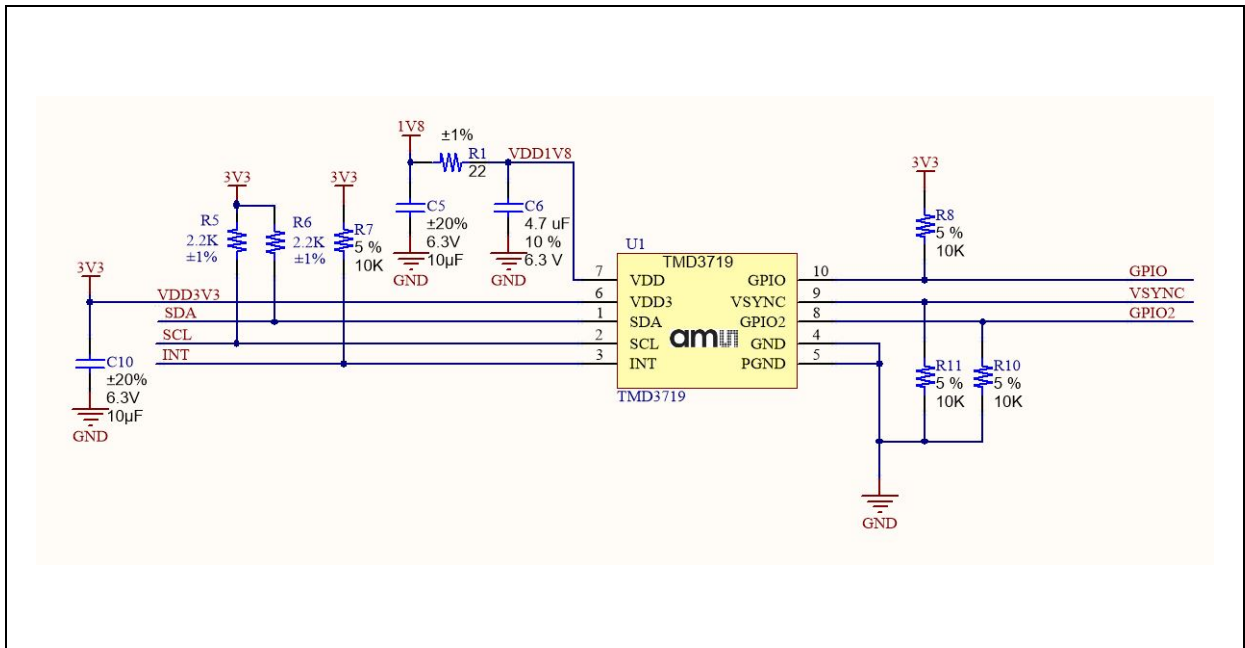 1V8
±1%
R1
22
VDD1V8
3V3
3V3
3V3
R5
2.2K
±1%
R6
2.2K
±1%
R7
5 %
10K
C5
±20%
6.3V
10µF
GND
C6
4.7 uF
10 %
6.3 V
GND
R8
5 %
10K
U1
TMD3719
3V3
VDD3V3
SDA
SCL
INT
7
6
1
2
3
VDD
VDD3
SDA
SCL
INT
amu
GPIO
VSYNC
GPIO2
GND
PGND
10
9
8
4
5
GPIO
VSYNC
GPIO2
TMD3719
C10
±20%
6.3V
10µF
GND
R11
5 %
10K
R10
5 %
10K
GND